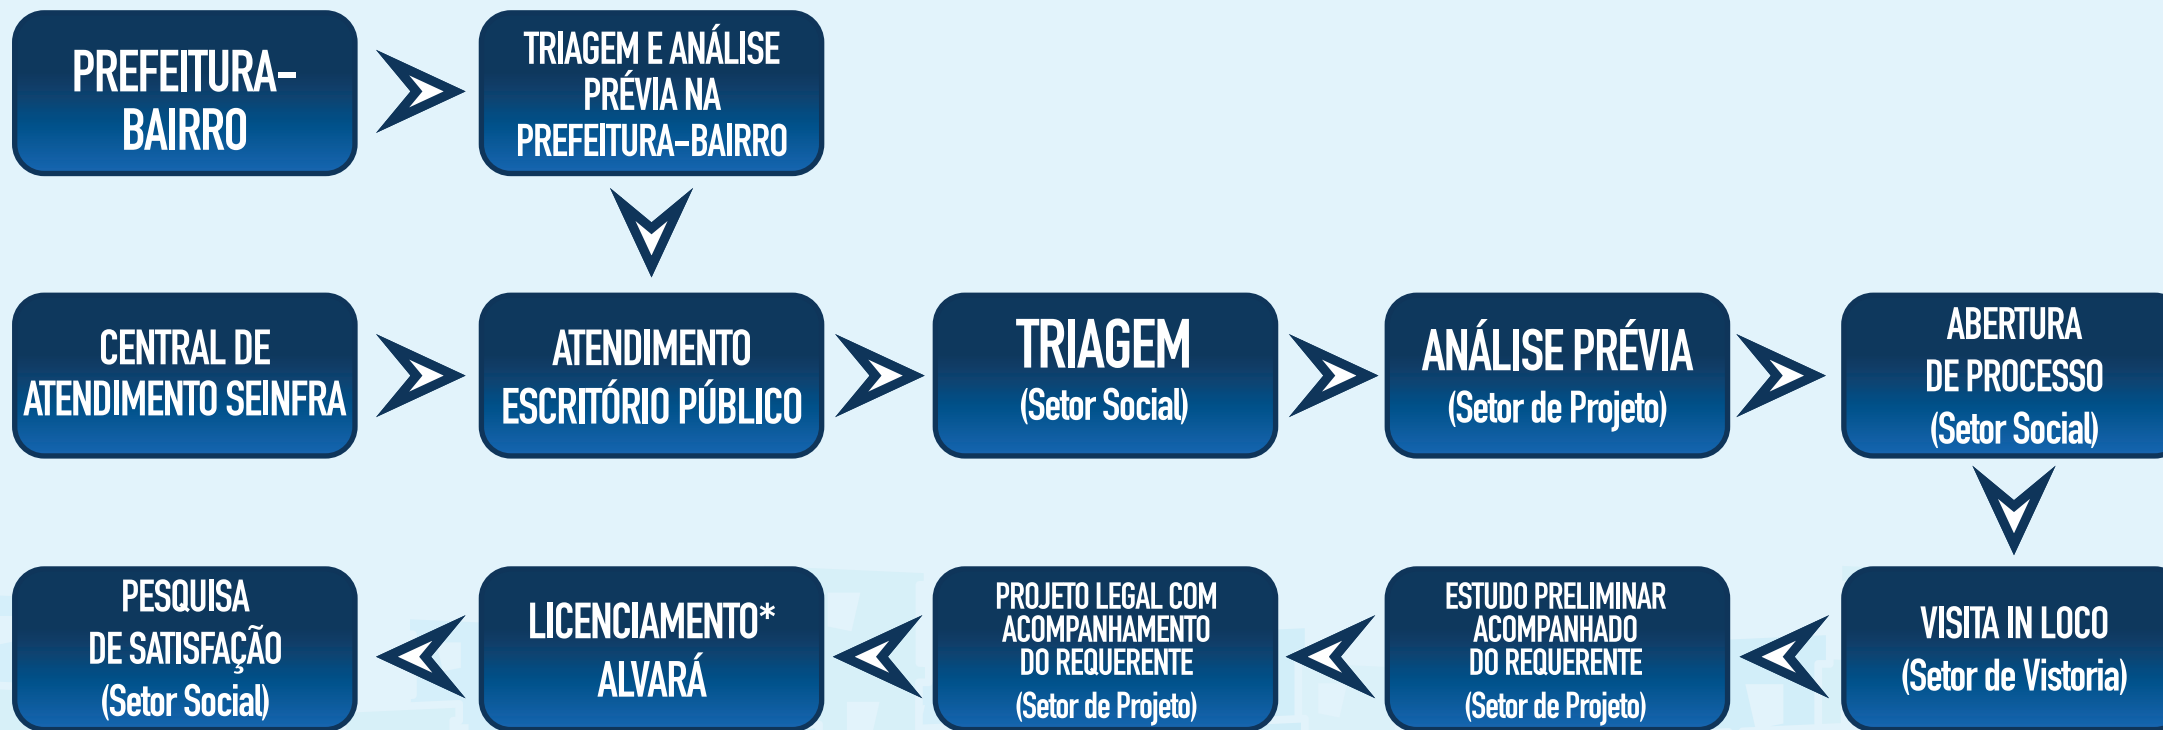 PREFEITURA-
BAIRRO
TRIAGEM E ANÁLISE
PRÉVIA NA
PREFEITURA-BAIRRO
CENTRAL DE
ATENDIMENTO SEINFRA
ATENDIMENTO
ESCRITÓRIO PÚBLICO
TRIAGEM
(Setor Social)
ANÁLISE PRÉVIA
(Setor de Projeto)
ABERTURA
DE PROCESSO
(Setor Social)
VISITA IN LOCO
(Setor de Vistoria)
ESTUDO PRELIMINAR
ACOMPANHADO
DO REQUERENTE
(Setor de Projeto)
PROJETO LEGAL COM
ACOMPANHAMENTO
DO REQUERENTE
(Setor de Projeto)
LICENCIAMENTO*
ALVARÁ
PESQUISA
DE SATISFAÇÃO
(Setor Social)